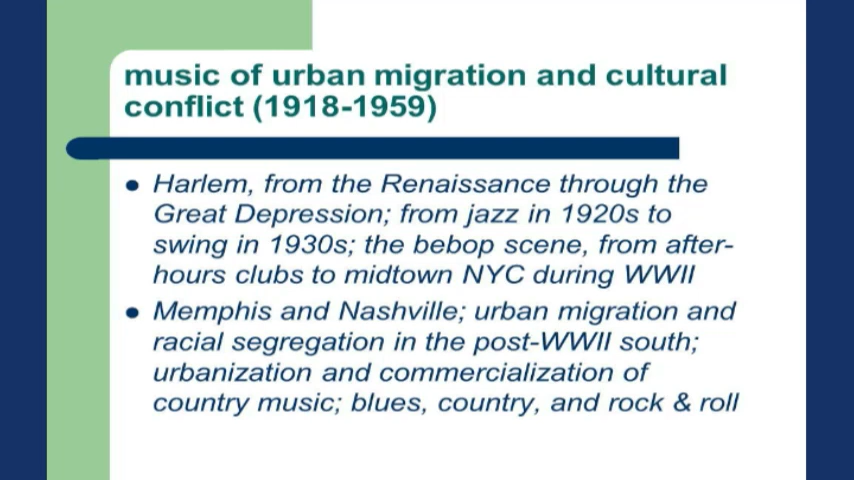 music of urban migration and cultural
conflict (1918-1959)
● Harlem, from the Renaissance through the
Great Depression; from jazz in 1920s to
swing in 1930s; the bebop scene, from after-
hours clubs to midtown NYC during WWII
● Memphis and Nashville; urban migration and
racial segregation in the post-WWII south;
urbanization and commercialization of
country music; blues, country, and rock & roll